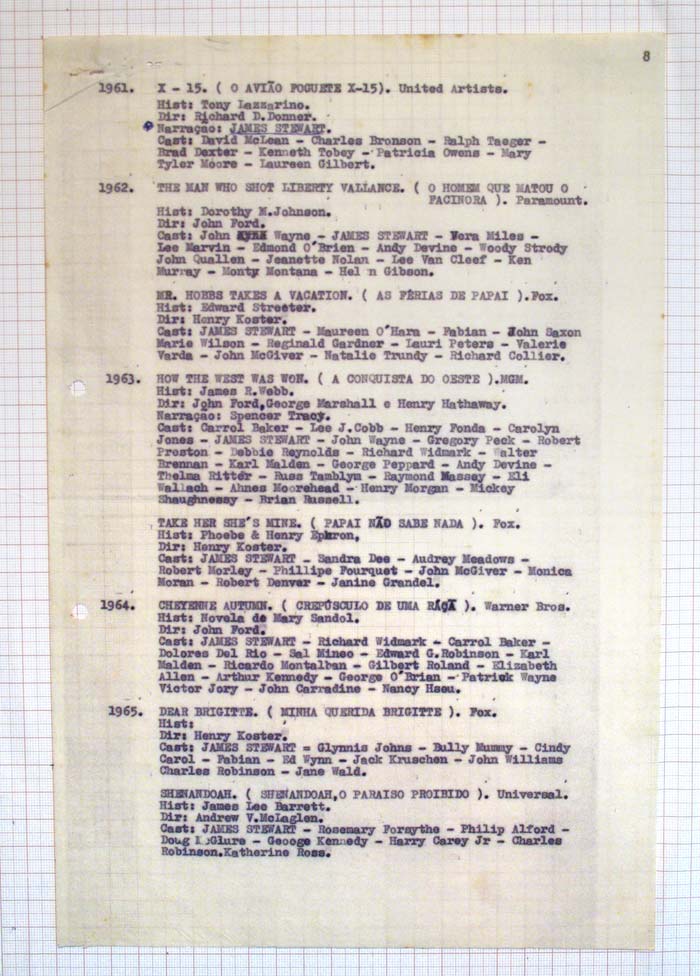 8
1961. X - 15. ( O AVIÃO FOGUETE X-15). United Artists.
Hist: Tony Lazzarino.
Dir: Richard D.Donner.
Narraçao: JAMES STEWART.
Cast: David McLean - Charles Bronson - Ralph Taeger -
Brad Dexter - Kenneth Tobey - Patricia Owens - Mary
Tyler Moore - Laureen Gilbert.
1962. THE MAN WHO SHOT LIBERTY VALLANCE. ( O HOMEM QUE MATOU O
FACINORA ). Paramount.
Hist: Dorothy M.Johnson.
Dir: John Ford.
Cast: John Wayne - JAMES STEWART - Vera Miles -
Lee Marvin - Edmond O'Brien - Andy Devine - Woody Strody
John Quallen - Jeanette Nolan - Lee Van Cleef - Ken
Murray - Monty Montana - Hel n Gibson.
MR. HOBBS TAKES A VACATION. ( AS FÉRIAS DE PAPAI ).Fox.
Hist: Edward Streeter.
Dir: Henry Koster.
Cast: JAMES STEWART - Maureen O'Hara - Fabian - John Saxon
Marie Wilson - Reginald Gardner - Lauri Peters - Valerie
Varda - John McGiver - Natalie Trundy - Richard Collier.
1963. HOW THE WEST WAS WON. ( A CONQUISTA DO OESTE ).MGM.
Hist: James R.Webb.
Dir: John Ford,George Marshall e Henry Hathaway.
Narraçao: Spencer Tracy.
Cast: Carrol Baker - Lee J.Cobb - Henry Fonda - Carolyn
Jones - JAMES STEWART - John Wayne - Gregory Peck - Robert
Preston - Debbie Reynolds - Richard Widmark - Walter
Brennan - Karl Malden - George Peppard - Andy Devine -
Thelma Ritter - Russ Tamblym - Raymond Massey - Eli
Wallach - Ahnes Moorehead - Henry Morgan - Mickey
Shaughnessy - Brian Russell.
TAKE HER SHE'S MINE. ( PAPAI NÃO SABE NADA ). Fox.
Hist: Phoebe & Henry Ephron.
Dir: Henry Koster.
Cast: JAMES STEWART - Sandra Dee - Audrey Meadows -
Robert Morley - Phillipe Fourquet - John McGiver - Monica
Moran - Robert Denver - Janine Grandel.
1964. CHEYENNE AUTUMN. ( CREPÚSCULO DE UMA RAÇA ). Warner Bros.
Hist: Novela de Mary Sandol.
Dir: John Ford.
Cast: JAMES STEWART - Richard Widmark - Carrol Baker -
Dolores Del Rio - Sal Mineo - Edward G.Robinson - Karl
Malden - Ricardo Montalban - Gilbert Roland - Elizabeth
Allen - Arthur Kennedy - George O'Brian - Patrick Wayne
Victor Jory - John Carradine - Nancy Hseu.
1965. DEAR BRIGITTE. ( MINHA QUERIDA BRIGITTE ). Fox.
Hist:
Dir: Henry Koster.
Cast: JAMES STEWART = Glynnis Johns - Bully Mummy - Cindy
Carol - Fabian - Ed Wynn - Jack Kruschen - John Williams
Charles Robinson - Jane Wald.
SHENANDOAH. ( SHENANDOAH,O PARAISO PROIBIDO ). Universal.
Hist: James Lee Barrett.
Dir: Andrew V.McLaglen.
Cast: JAMES STEWART - Rosemary Forsythe - Philip Alford -
Doug McGlure - Geooge Kennedy - Harry Carey Jr - Charles
Robinson.Katherine Ross.